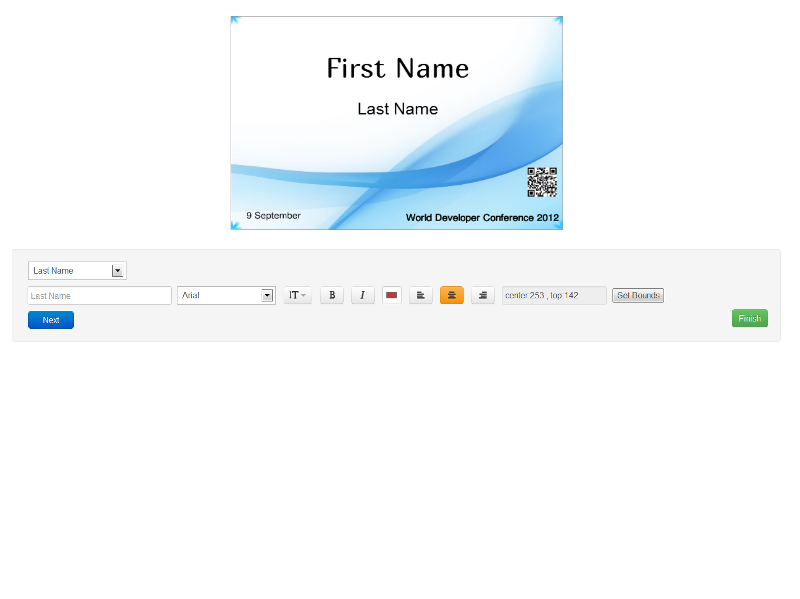 First Name
Last Name
9 September
World Developer Conference 2012
Last Name
Last Name
Arial
IT
B
I
center:253 , top:142
Set Bounds
Next
Finish